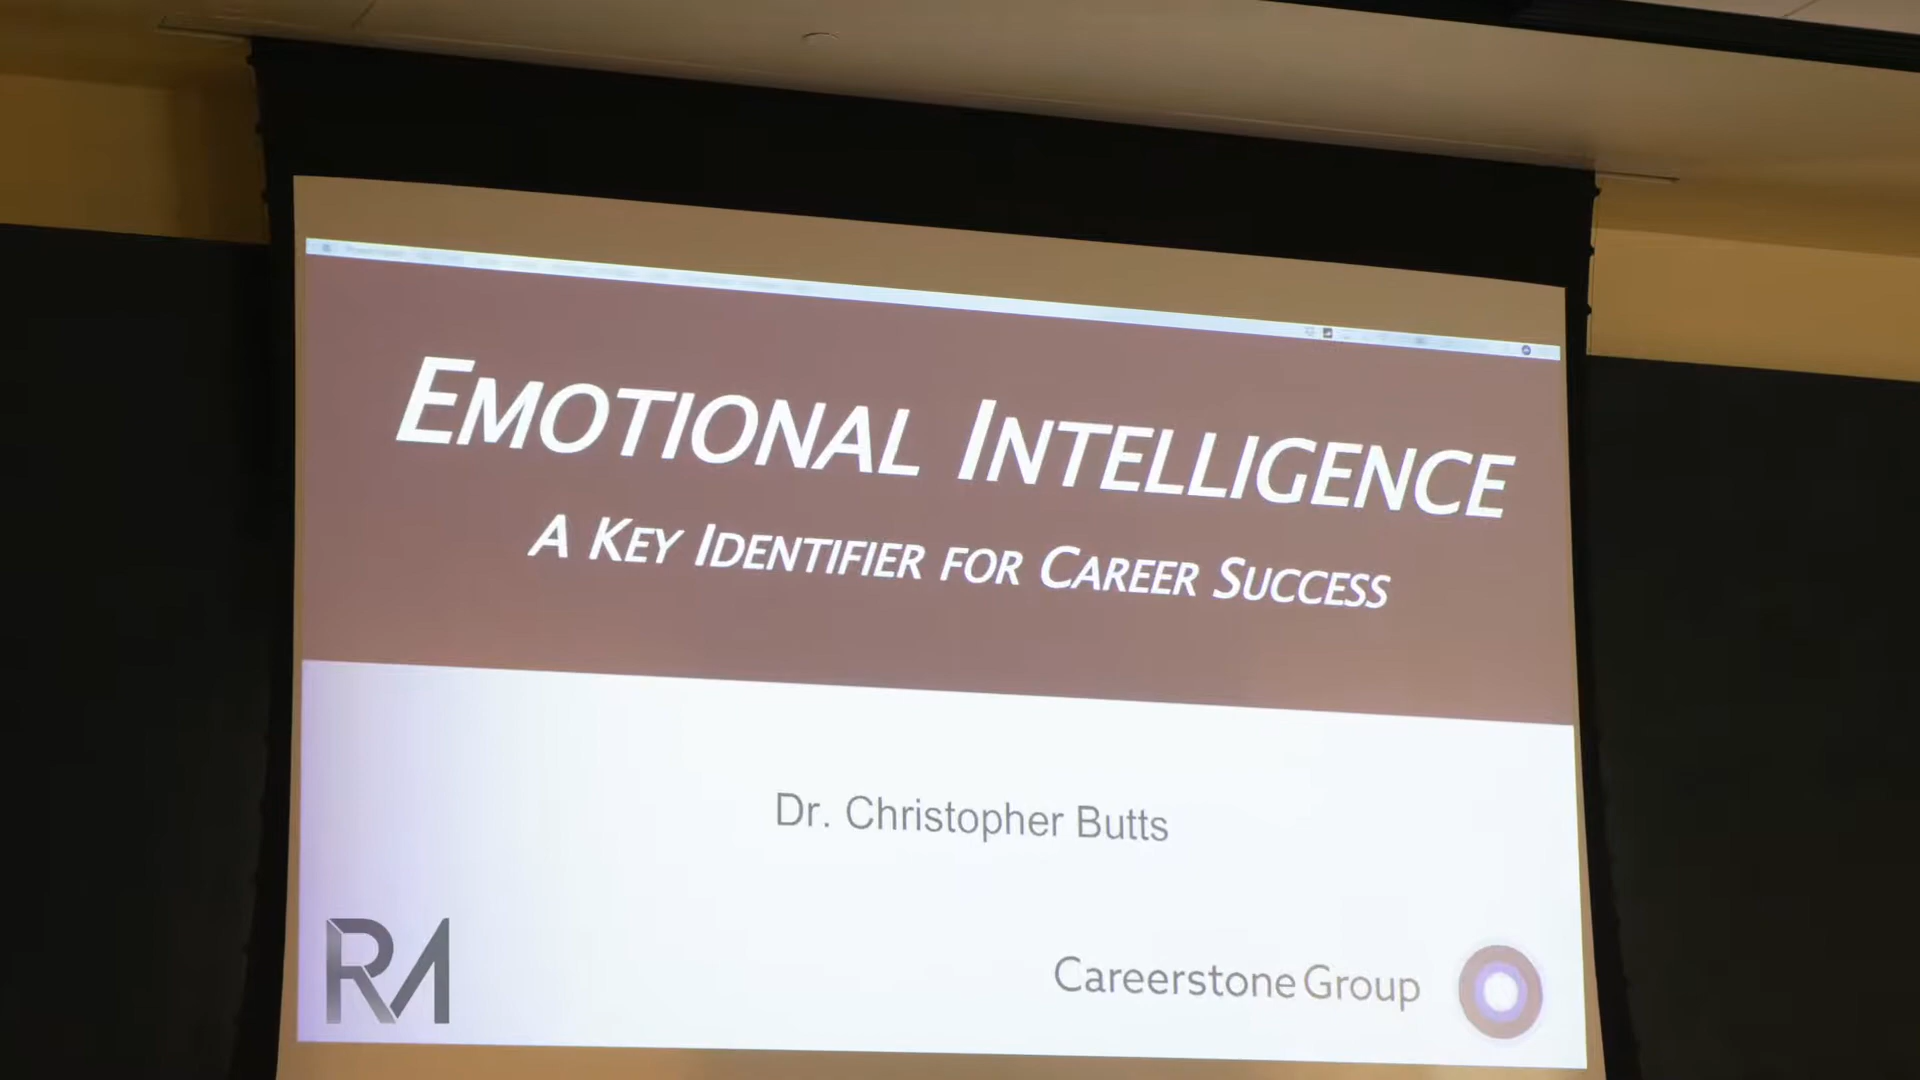 EMOTIONAL INTELLIGENCE
A KEY IDENTIFIER FOR CAREER SUCCESS
Dr. Christopher Butts
RM
Careerstone Group